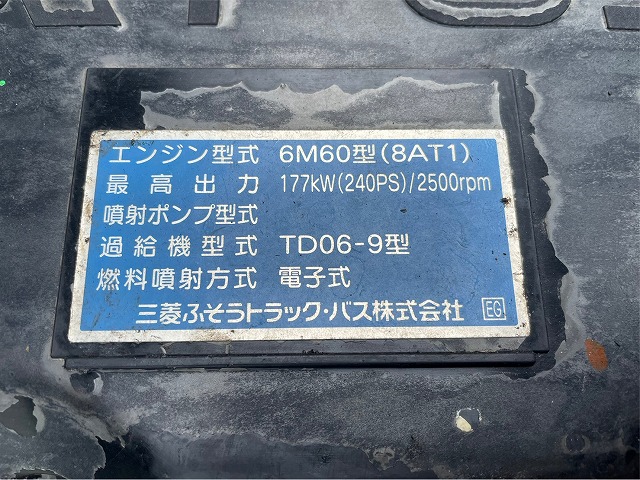 エンジン型式 6M60型(8AT1)
最高出力 177kW(240PS)/2500rpm
噴射ポンプ型式
過給機型式 TD06-9型
燃料噴射方式 電子式
三菱ふそうトラック・バス株式会社 EG